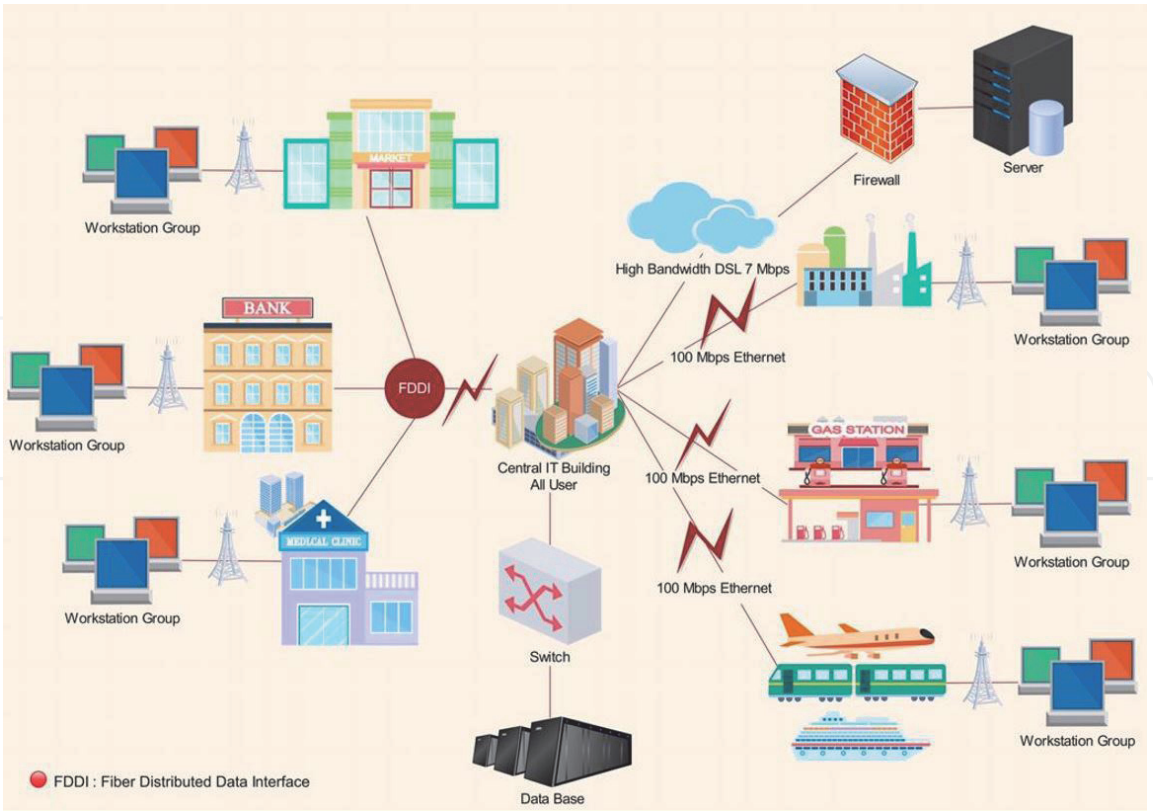 MARKET
Workstation Group
Firewall
Server
High Bandwidth DSL 7 Mbps
Workstation Group
100 Mbps Ethernet
BANK
FDDI
Workstation Group
Central IT Building
All User
GAS STATION
100 Mbps Ethernet
Workstation Group
MEDICAL CLINIC
Workstation Group
100 Mbps Ethernet
Switch
Workstation Group
Data Base
FDDI : Fiber Distributed Data Interface